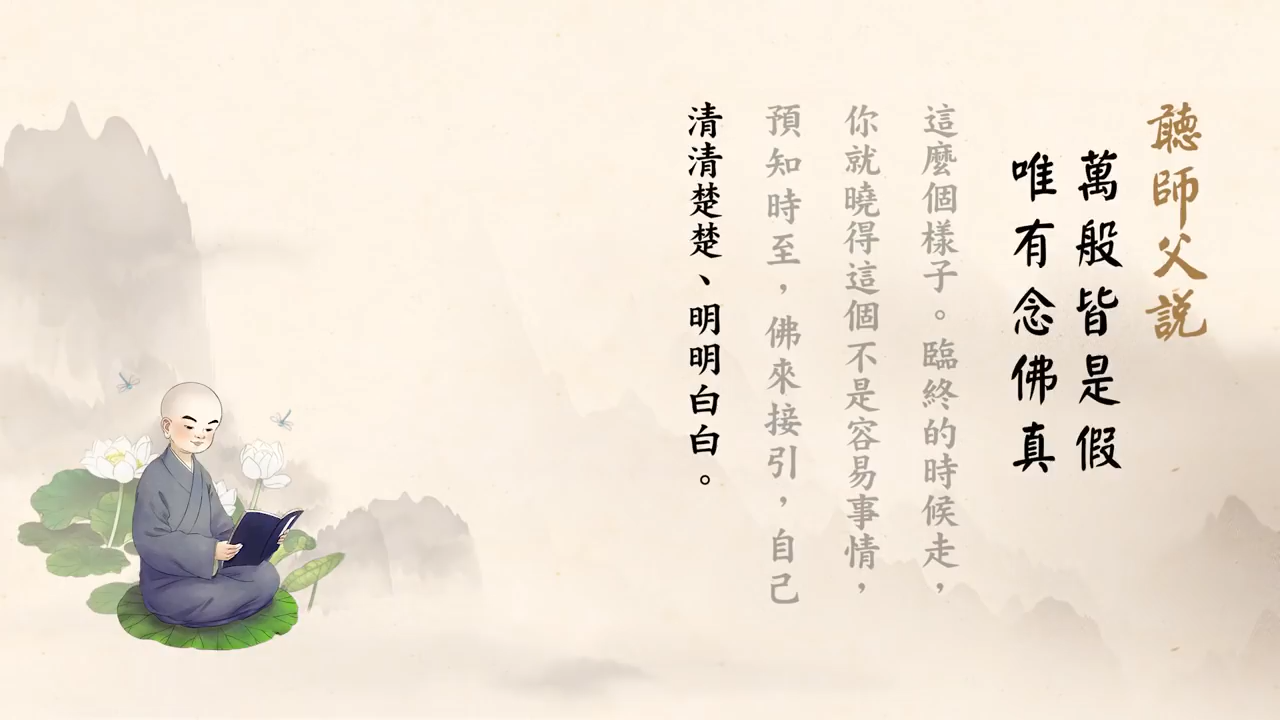 聽師父説
萬般皆是假
唯有念佛真
這麼個樣子。臨終的時候走，
你就曉得這個不是容易事情，
預知時至，佛來接引，自己
清清楚楚、明明白白。